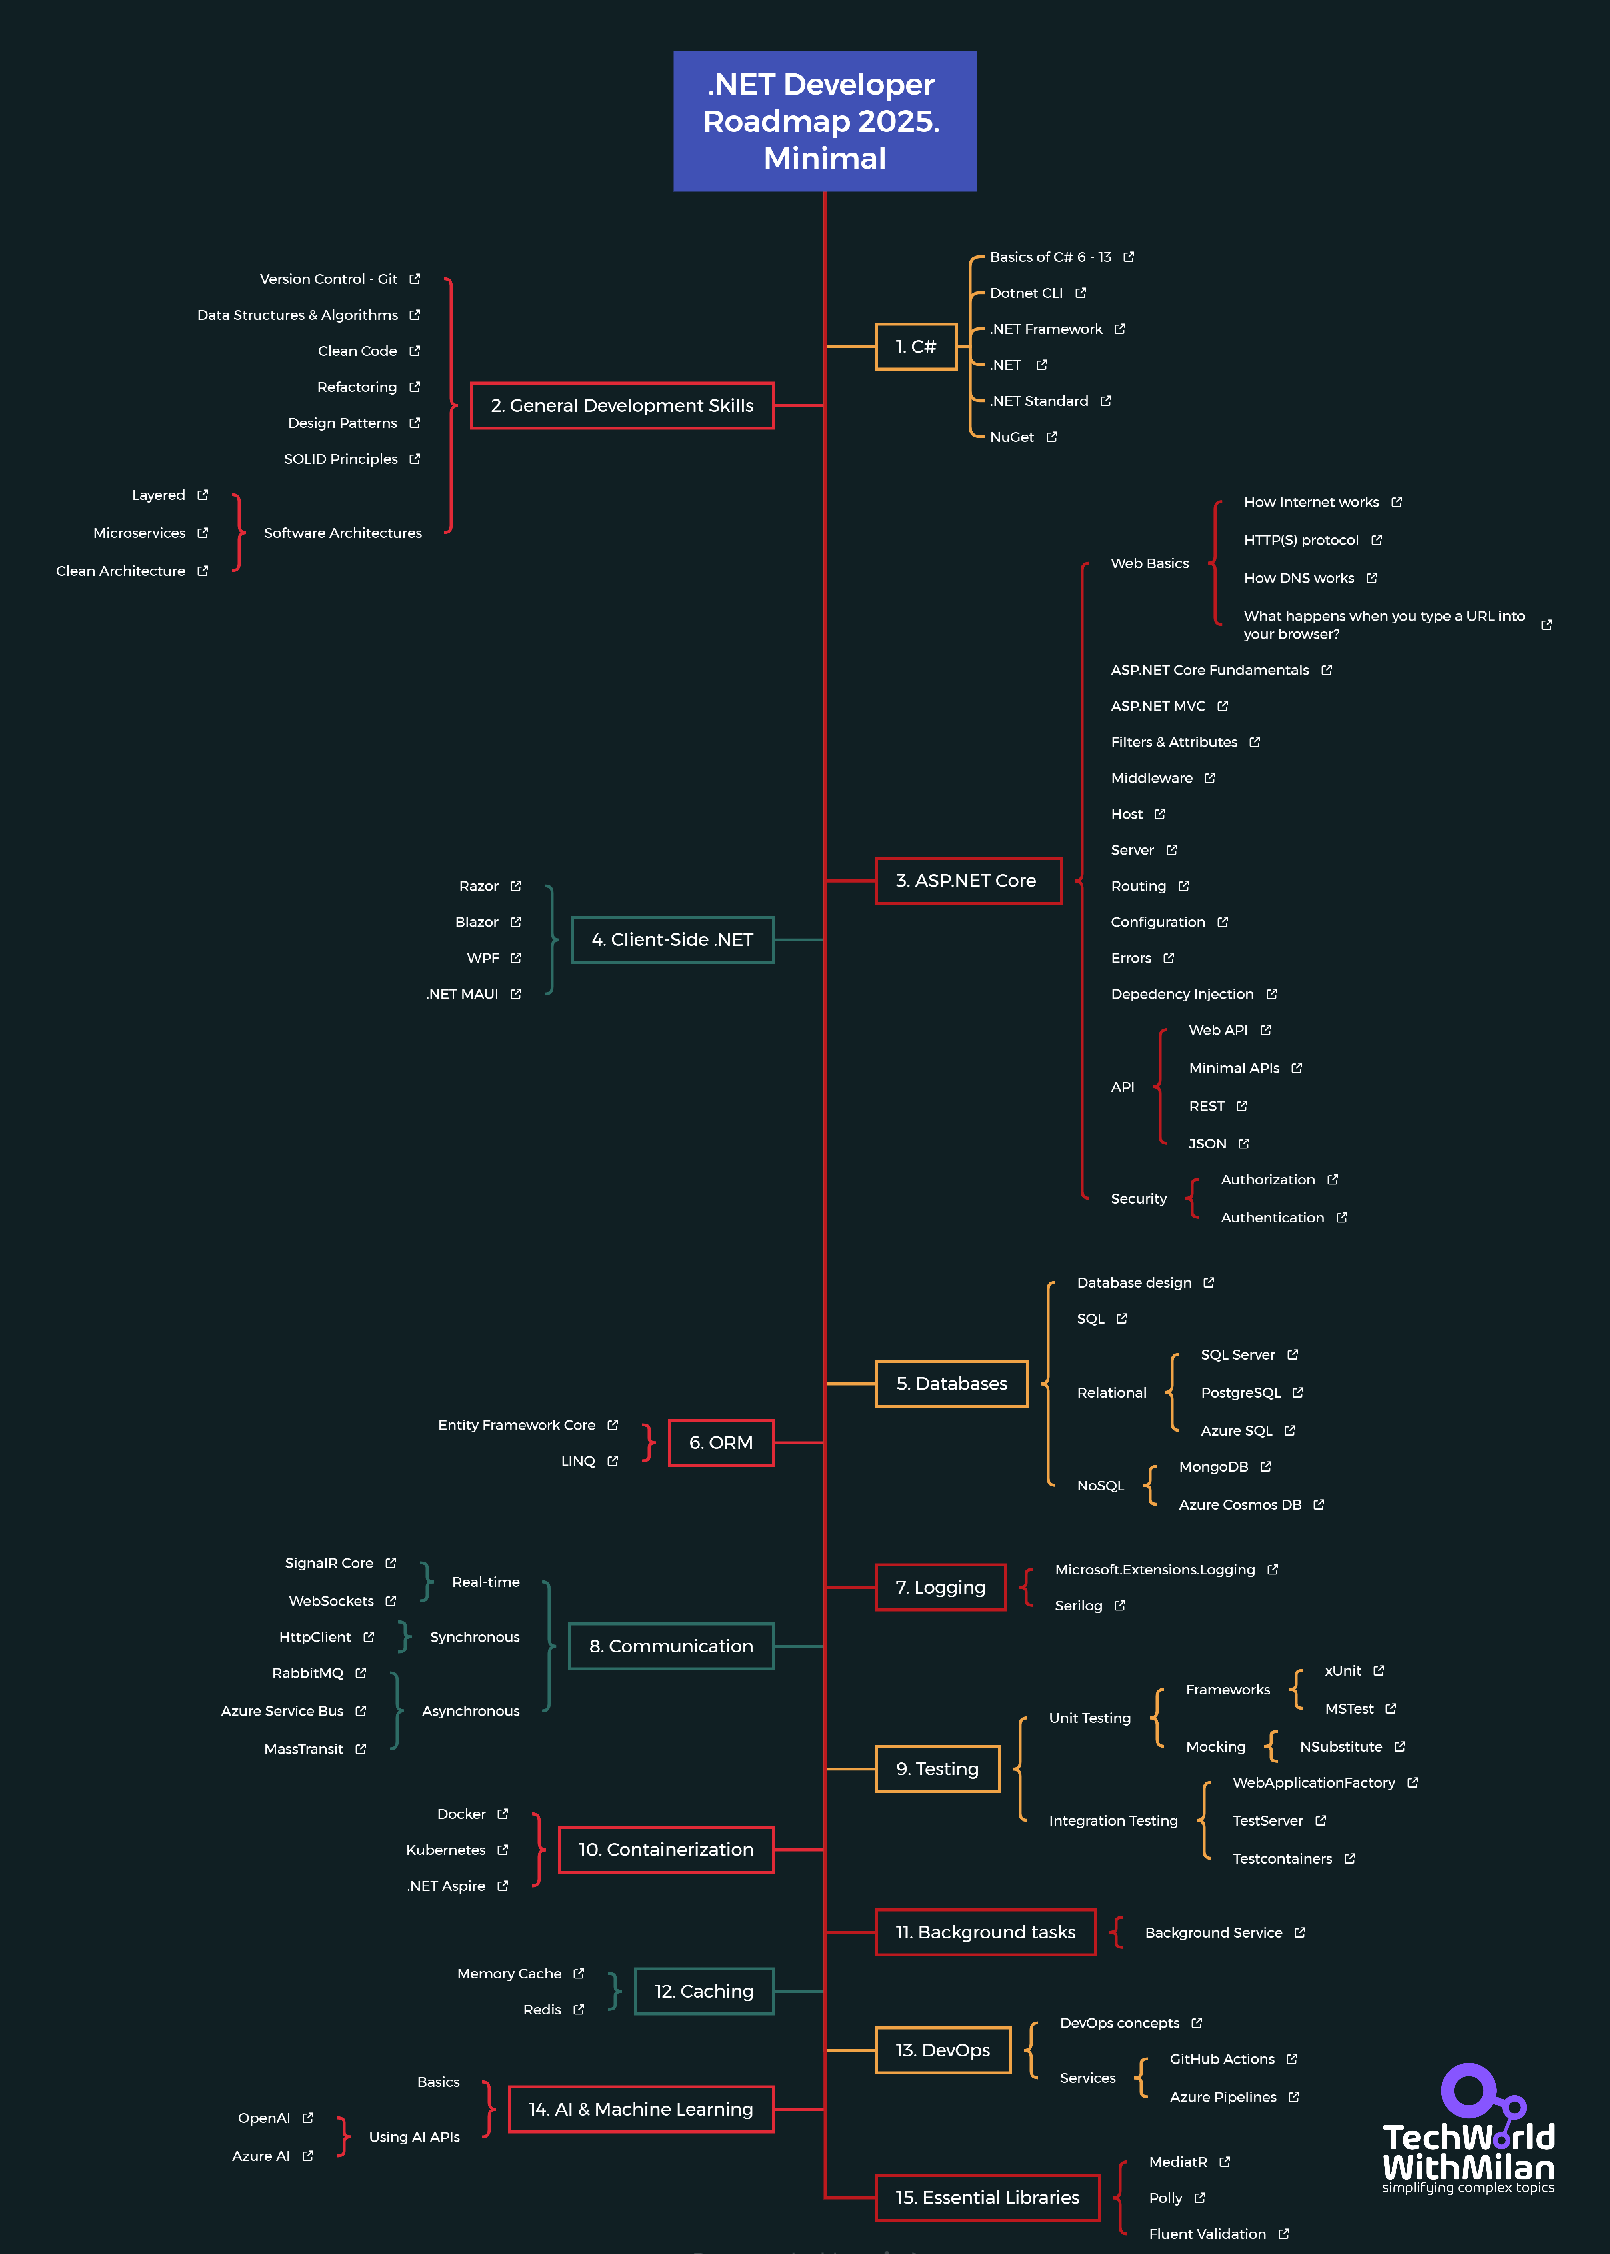 .NET Developer
Roadmap 2025.
Minimal
1. C#
Basics of C# 6 - 13
Dotnet CLI
.NET Framework
.NET
.NET Standard
NuGet
2. General Development Skills
Version Control - Git
Data Structures & Algorithms
Clean Code
Refactoring
Design Patterns
SOLID Principles
Software Architectures
Layered
Microservices
Clean Architecture
3. ASP.NET Core
Web Basics
How Internet works
HTTP(S) protocol
How DNS works
What happens when you type a URL into
your browser?
ASP.NET Core Fundamentals
ASP.NET MVC
Filters & Attributes
Middleware
Host
Server
Routing
Configuration
Errors
Depedency Injection
API
Web API
Minimal APIs
REST
JSON
Security
Authorization
Authentication
4. Client-Side .NET
Razor
Blazor
WPF
.NET MAUI
5. Databases
Database design
SQL
Relational
SQL Server
PostgreSQL
Azure SQL
NoSQL
MongoDB
Azure Cosmos DB
6. ORM
Entity Framework Core
LINQ
7. Logging
Microsoft.Extensions.Logging
Serilog
8. Communication
Real-time
SignalR Core
WebSockets
Synchronous
HttpClient
Asynchronous
RabbitMQ
Azure Service Bus
MassTransit
9. Testing
Unit Testing
Frameworks
xUnit
MSTest
Mocking
NSubstitute
Integration Testing
WebApplicationFactory
TestServer
Testcontainers
10. Containerization
Docker
Kubernetes
.NET Aspire
11. Background tasks
Background Service
12. Caching
Memory Cache
Redis
13. DevOps
DevOps concepts
Services
GitHub Actions
Azure Pipelines
14. AI & Machine Learning
Basics
Using AI APIs
OpenAI
Azure AI
15. Essential Libraries
MediatR
Polly
Fluent Validation
TechWorld
WithMilan
simplifying complex topics